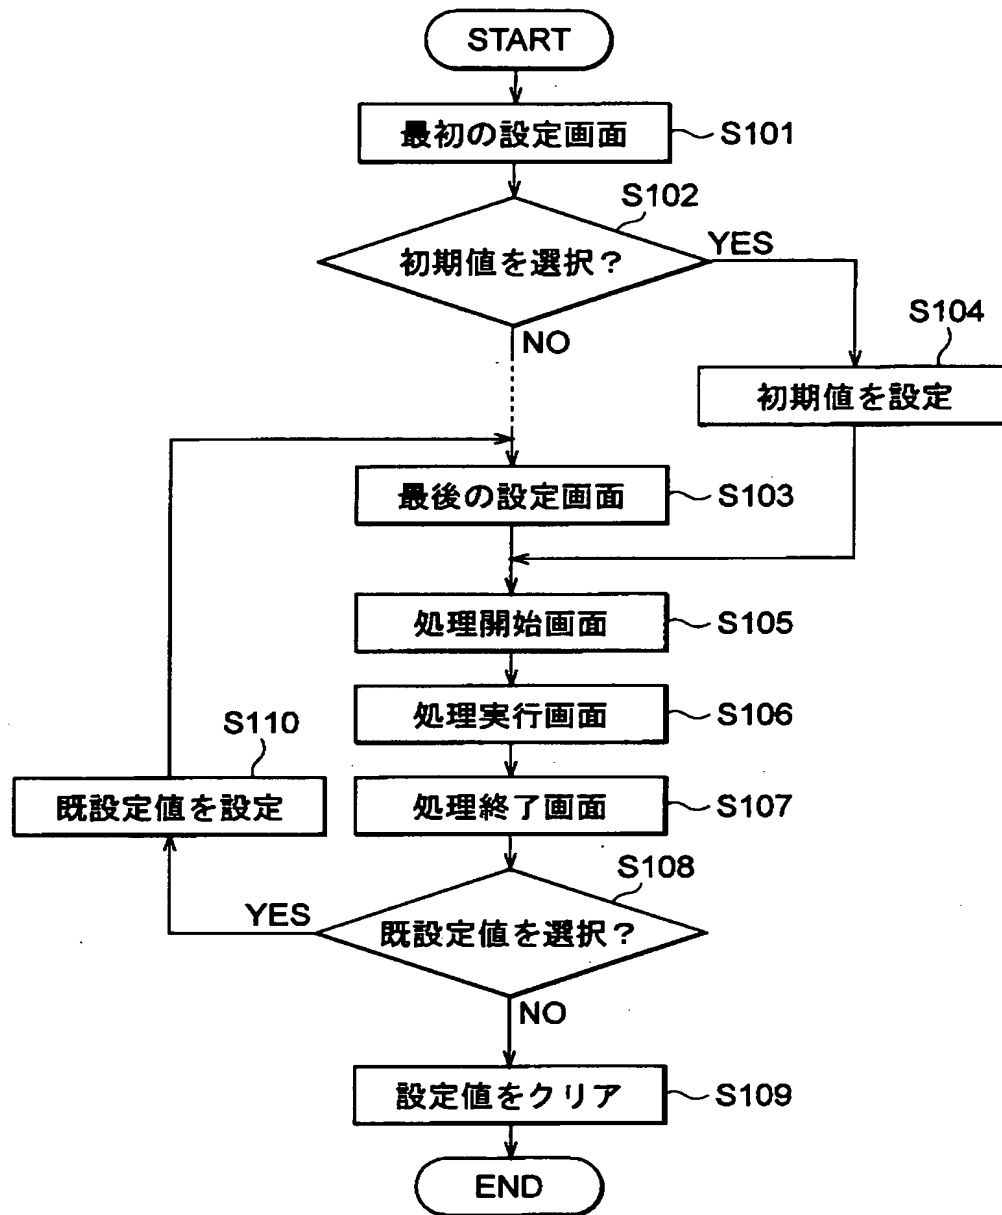 START
最初の設定画面
S101
S102
初期値を選択？
YES
NO
S104
初期値を設定
最後の設定画面
S103
処理開始画面
S105
処理実行画面
S106
S110
既設定値を設定
処理終了画面
S107
S108
YES
既設定値を選択？
NO
設定値をクリア
S109
END